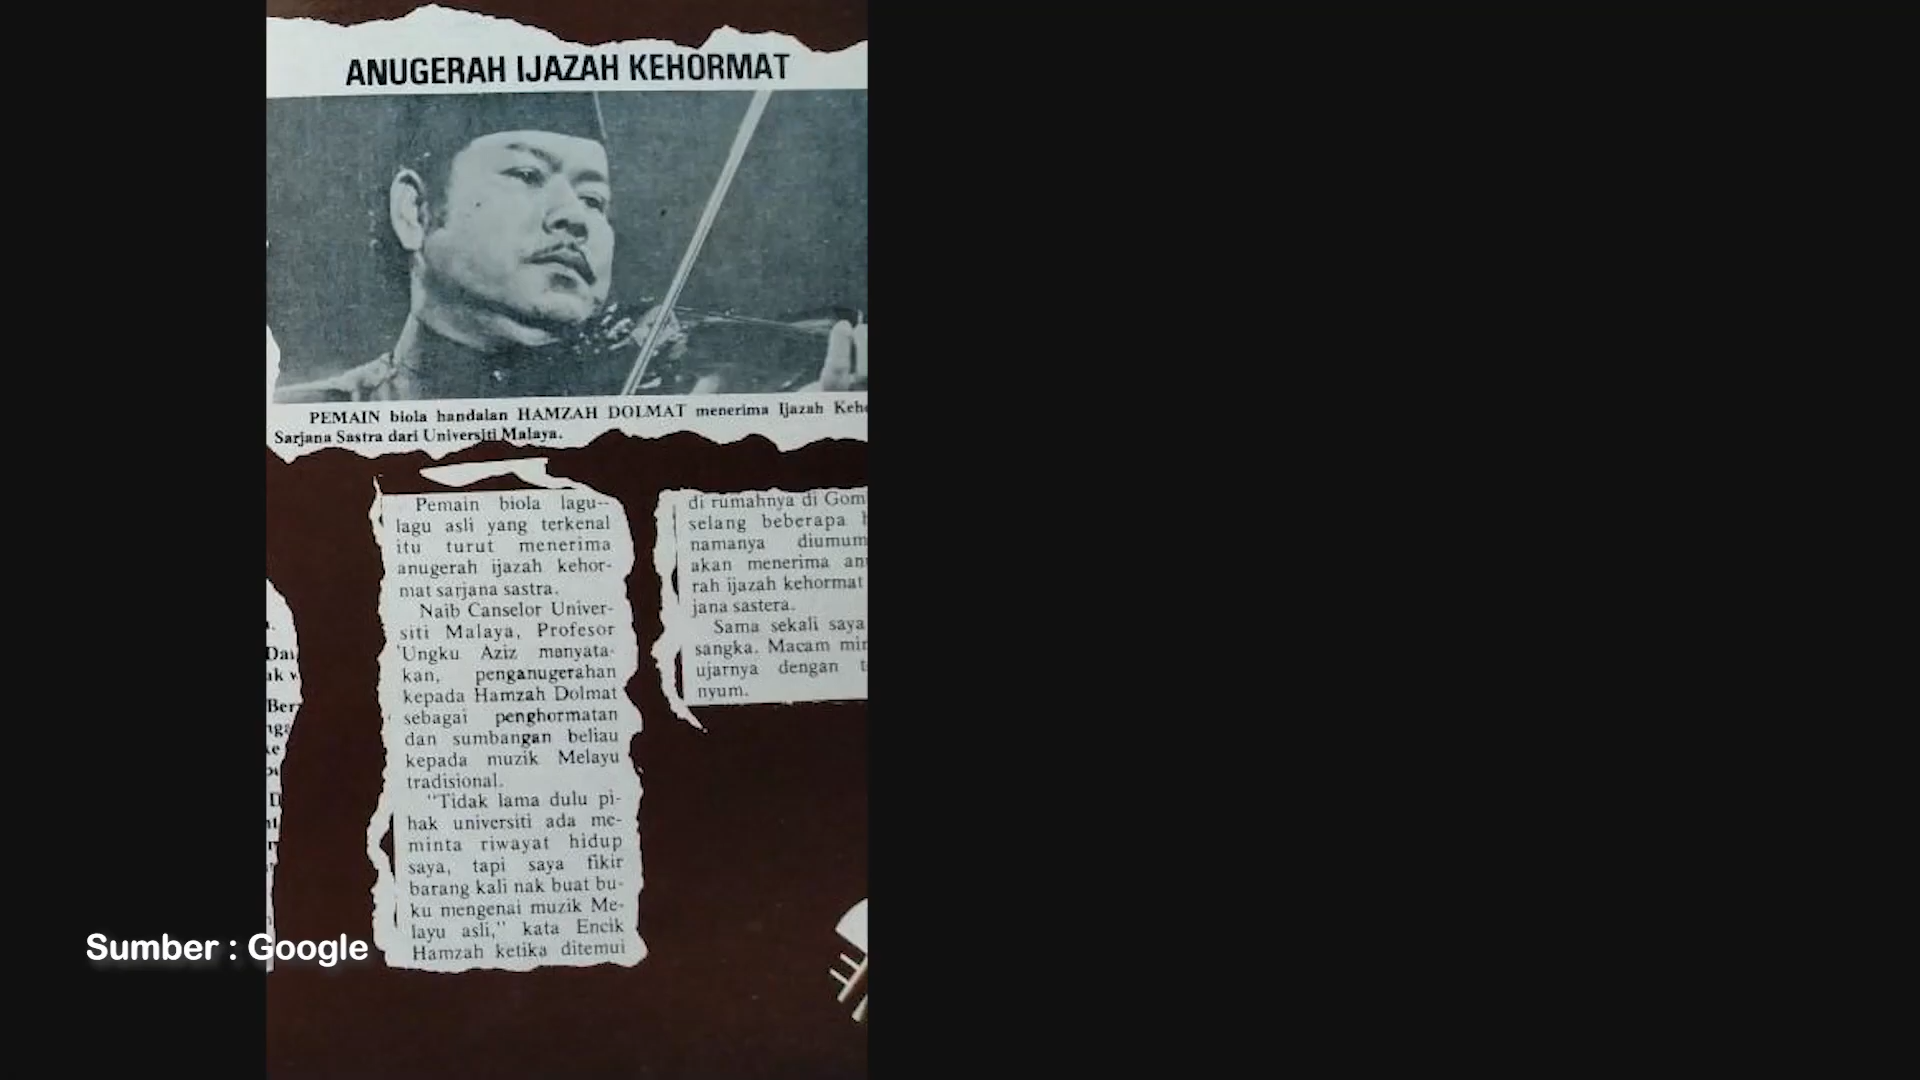 ANUGERAH IJAZAH KEHORMAT
PEMAIN biola handalan HAMZAH DOLMAT menerima Ijazah Keho
Sarjana Sastra dari Universiti Malaya.
Pemain biola lagu-
lagu asli yang terkenal
itu turut menerima
anugerah ijazah kehor-
mat sarjana sastra.
Naib Canselor Univer-
siti Malaya, Profesor
Ungku Aziz manyata-
kan, penganugerahan
kepada Hamzah Dolmat
sebagai penghormatan
dan sumbangan beliau
kepada muzik Melayu
tradisional.
"Tidak lama dulu pi-
hak universiti ada me-
minta riwayat hidup
saya, tapi saya fikir
barang kali nak buat bu-
ku mengenai muzik Me-
layu asli," kata Encik
Hamzah ketika ditemui
di rumahnya di Gom
selang beberapa
namanya diumum
akan menerima an
rah ijazah kehormat
jana sastera.
Sama sekali saya
sangka. Macam mi
ujarnya dengan
nyum.
Sumber : Google